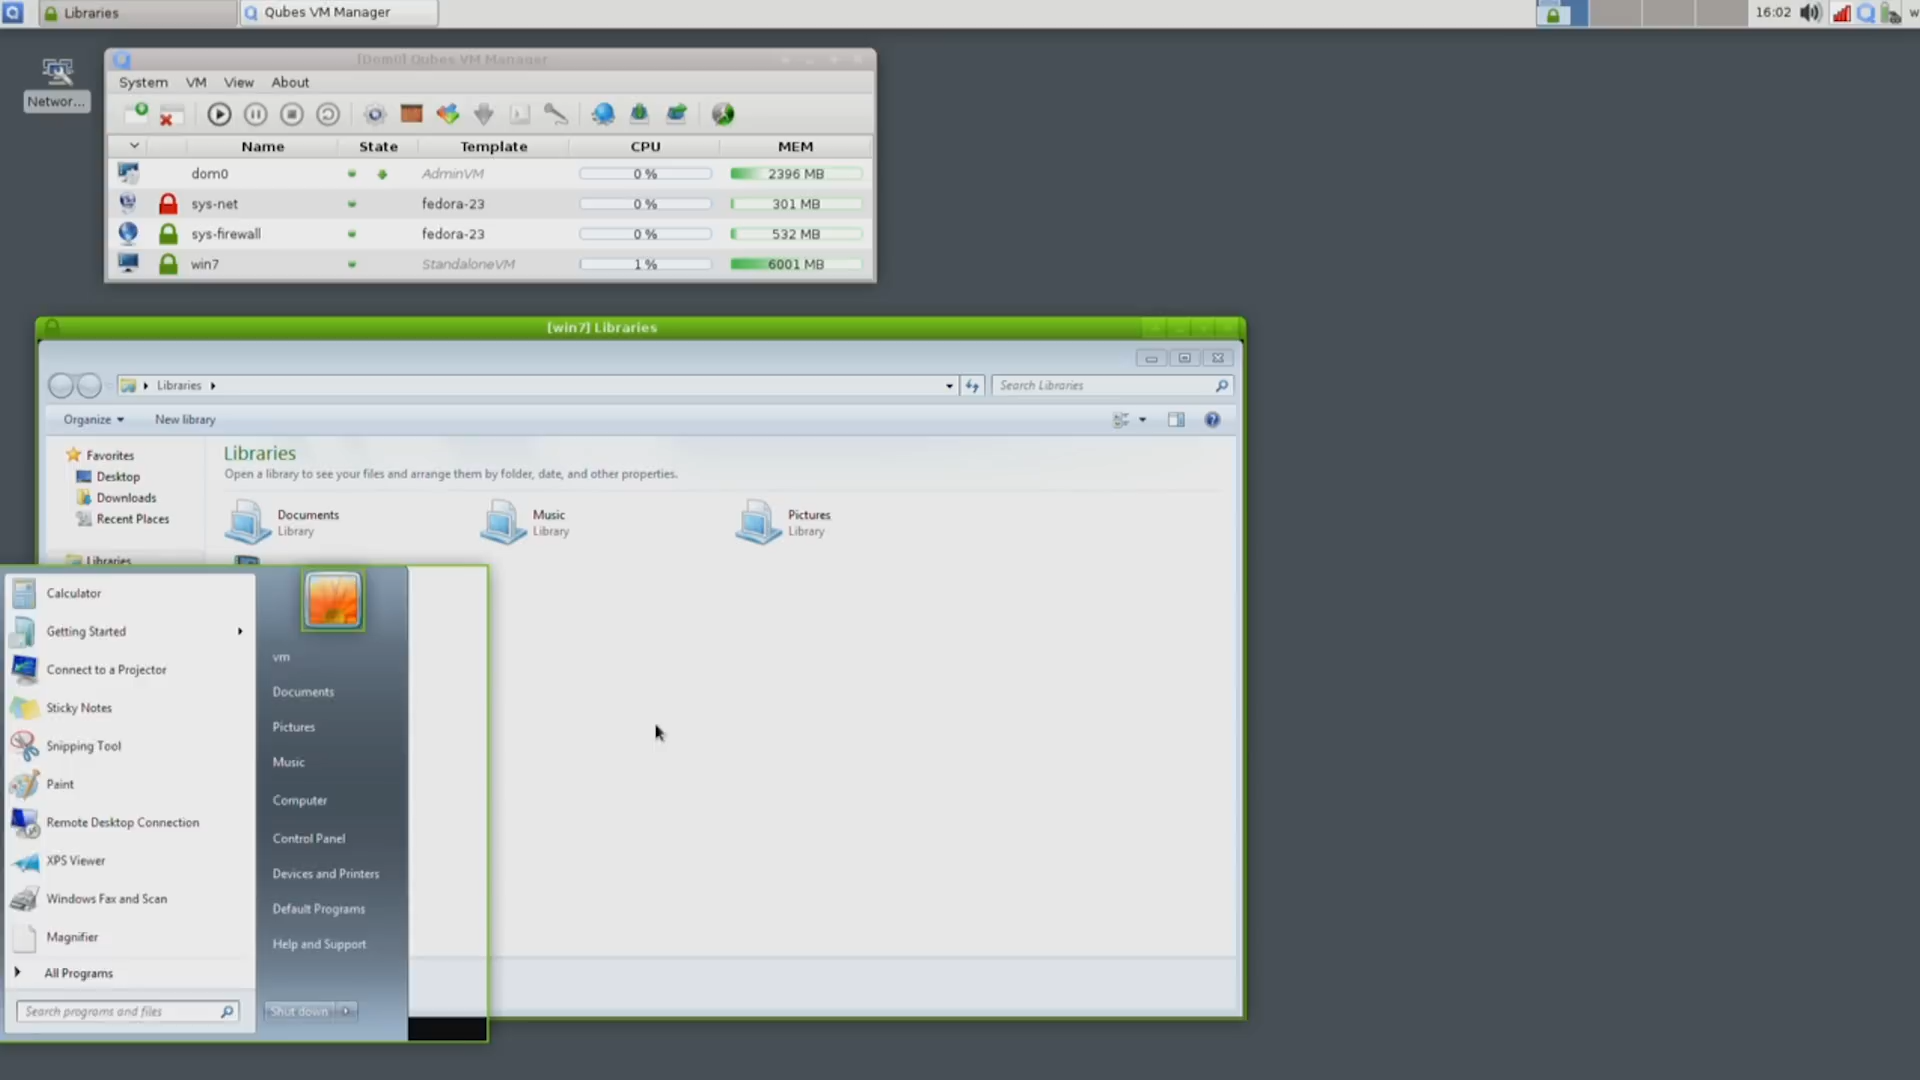 Libraries
Qubes VM Manager
16:02
w
Networ...
[Dom0] Qubes VM Manager
System VM View About
Name State Template CPU MEM
dom0 AdminVM 0 % 2396 MB
sys-net fedora-23 0 % 301 MB
sys-firewall fedora-23 0 % 532 MB
win7 StandaloneVM 1 % 6001 MB
[win7] Libraries
Libraries
Search Libraries
Organize
New library
Favorites
Desktop
Downloads
Recent Places
Libraries
Libraries
Open a library to see your files and arrange them by folder, date, and other properties.
Documents
Library
Music
Library
Pictures
Library
Calculator
Getting Started
Connect to a Projector
Sticky Notes
Snipping Tool
Paint
Remote Desktop Connection
XPS Viewer
Windows Fax and Scan
Magnifier
All Programs
Search programs and files
vm
Documents
Pictures
Music
Computer
Control Panel
Devices and Printers
Default Programs
Help and Support
Shut down